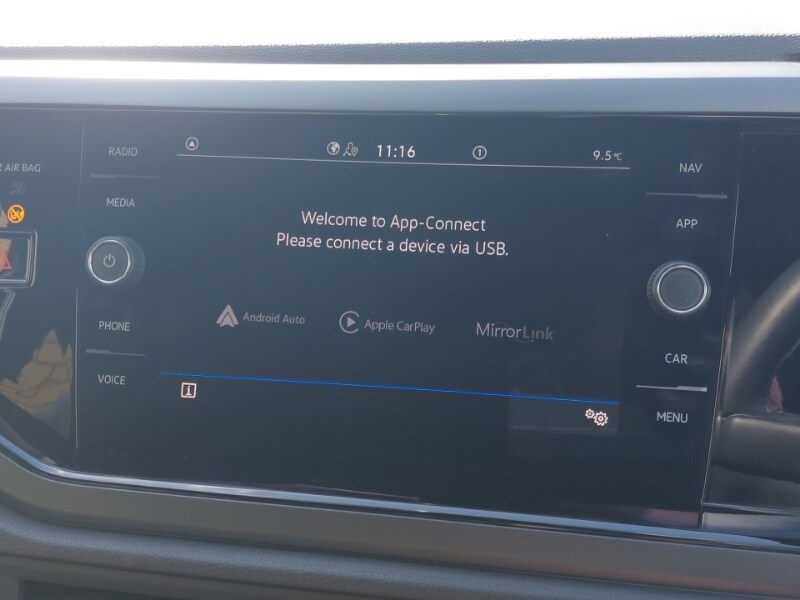 RADIO
MEDIA
PHONE
VOICE
AIR BAG
11:16
1
9.5°C
Welcome to App-Connect
Please connect a device via USB.
Android Auto
Apple CarPlay
MirrorLink
i
NAV
APP
CAR
MENU